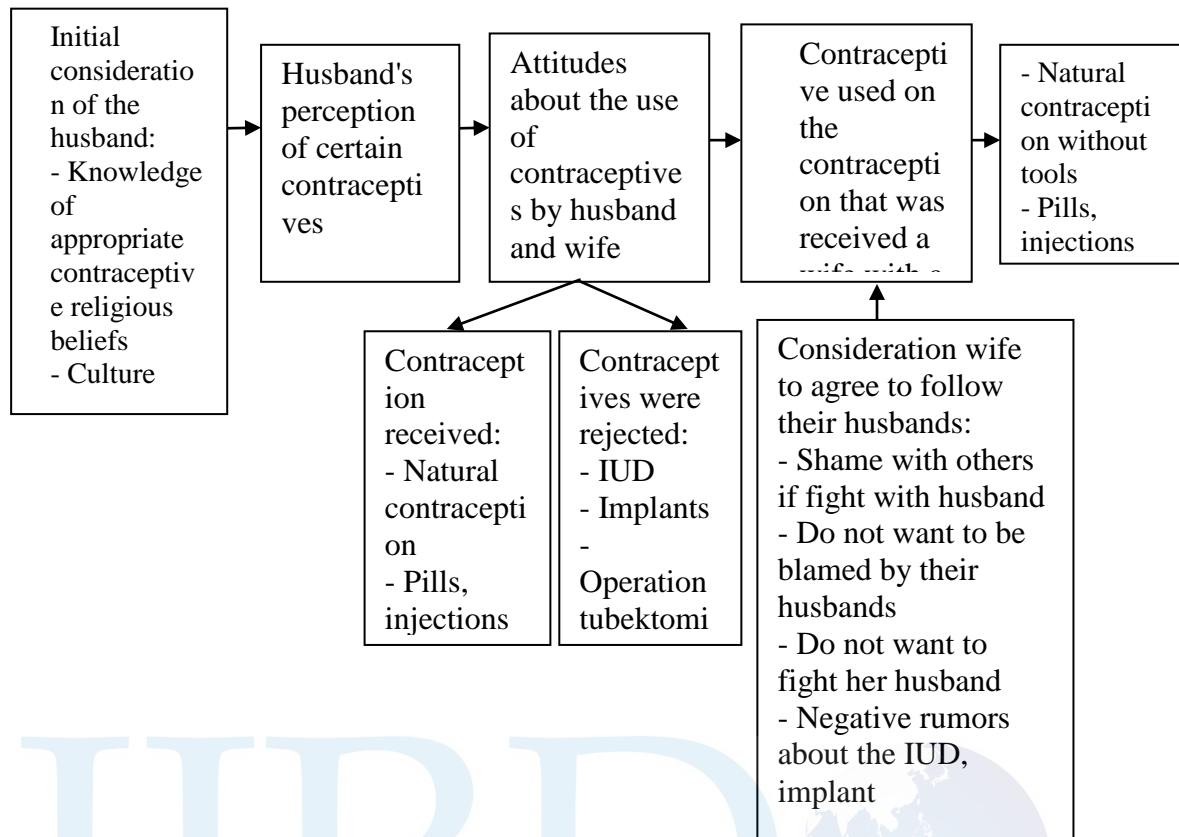 Initial
consideratio
n of the
husband:
- Knowledge
of
appropriate
contraceptiv
e religious
beliefs
- Culture
Husband's
perception
of certain
contracepti
ves
Attitudes
about the use
of
contraceptive
s by husband
and wife
Contracepti
ve used on
the
contracepti
on that was
received a
wife with a
- Natural
contracepti
on without
tools
- Pills,
injections
Contracept
ion
received:
- Natural
contracepti
on
- Pills,
injections
Contracept
ives were
rejected:
- IUD
- Implants
-
Operation
tubektomi
Consideration wife
to agree to follow
their husbands:
- Shame with others
if fight with husband
- Do not want to be
blamed by their
husbands
- Do not want to
fight her husband
- Negative rumors
about the IUD,
implant